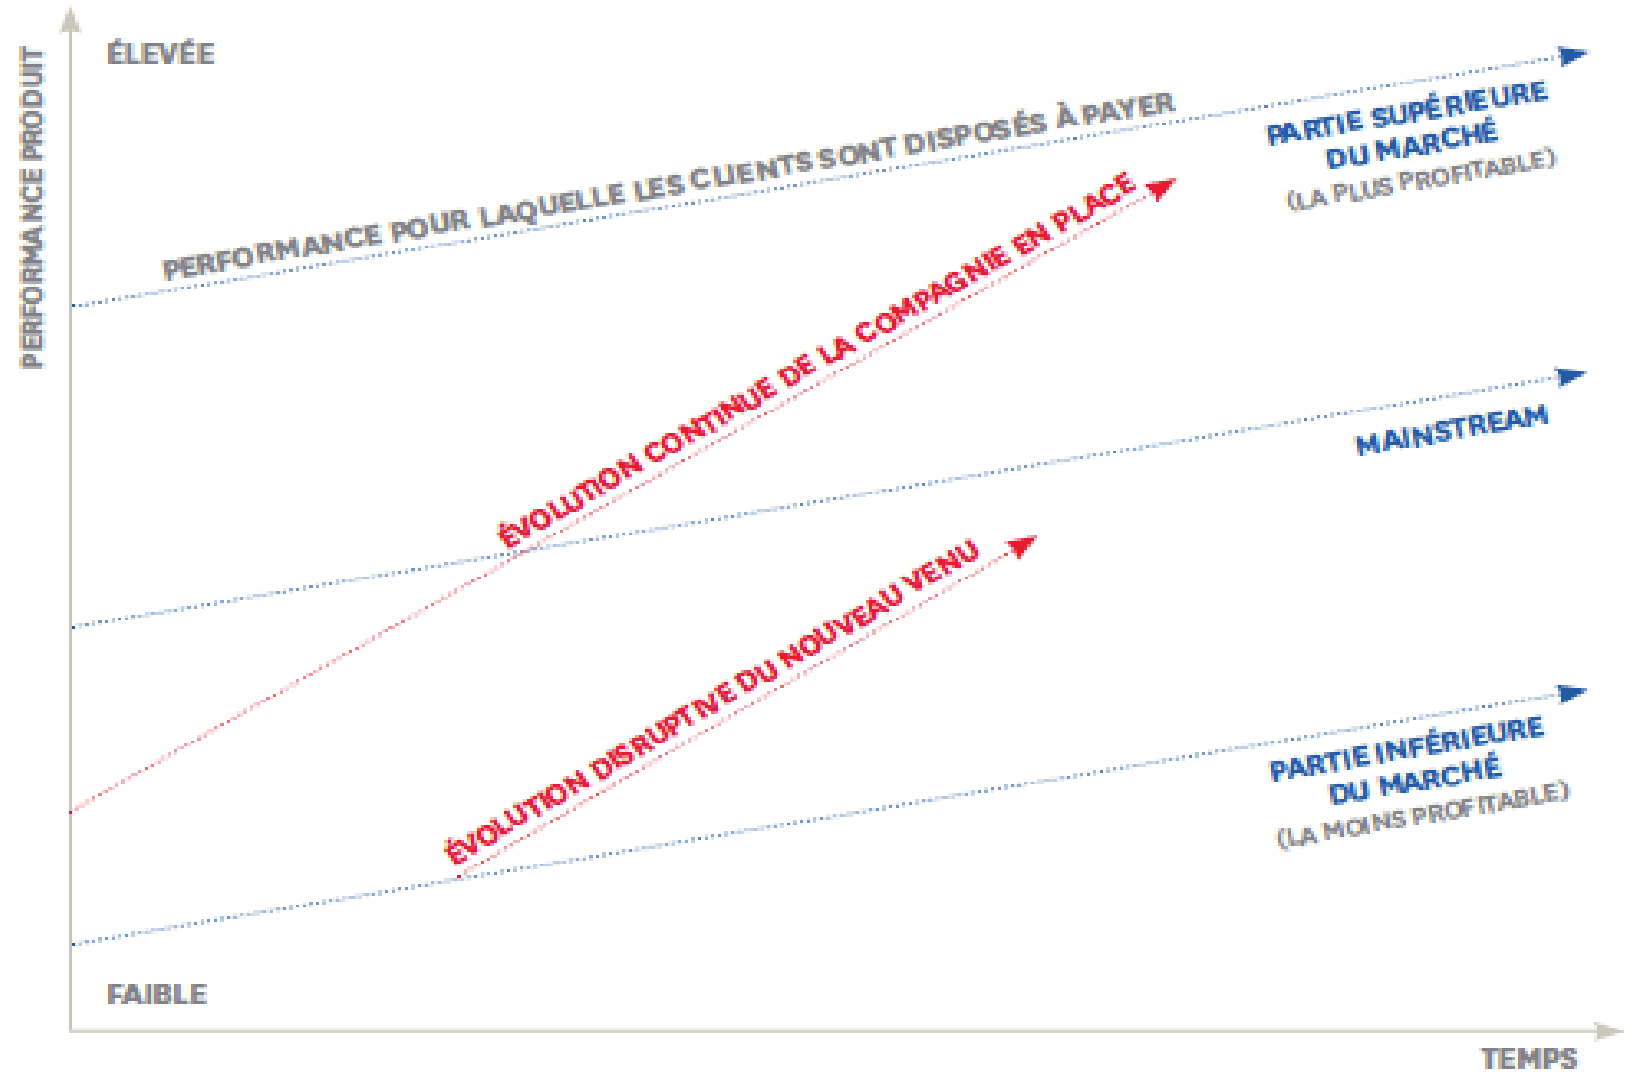 PERFORMANCE PRODUIT
ÉLEVÉE
PERFORMANCE POUR LAQUELLE LES CLIENTS SONT DISPOSÉS À PAYER
PARTIE SUPÉRIEURE
DU MARCHÉ
(LA PLUS PROFITABLE)
ÉVOLUTION CONTINUE DE LA COMPAGNIE EN PLACE
MAINSTREAM
ÉVOLUTION DISRUPTIVE DU NOUVEAU VENU
PARTIE INFÉRIEURE
DU MARCHÉ
(LA MOINS PROFITABLE)
FAIBLE
TEMPS